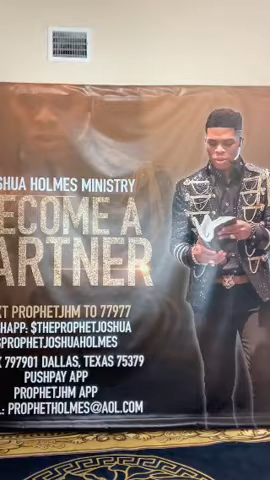 SHUA HOLMES MINISTRY
ECOME A
ARTNER
XT PROPHETJHM TO 77977
HAPP: $THEPROPHETJOSHUA
PROPHETJOSHUAHOLMES
X 797901 DALLAS, TEXAS 75379
PUSHPAY APP
PROPHETJHM APP
: PROPHETHOLMES@AOL.COM